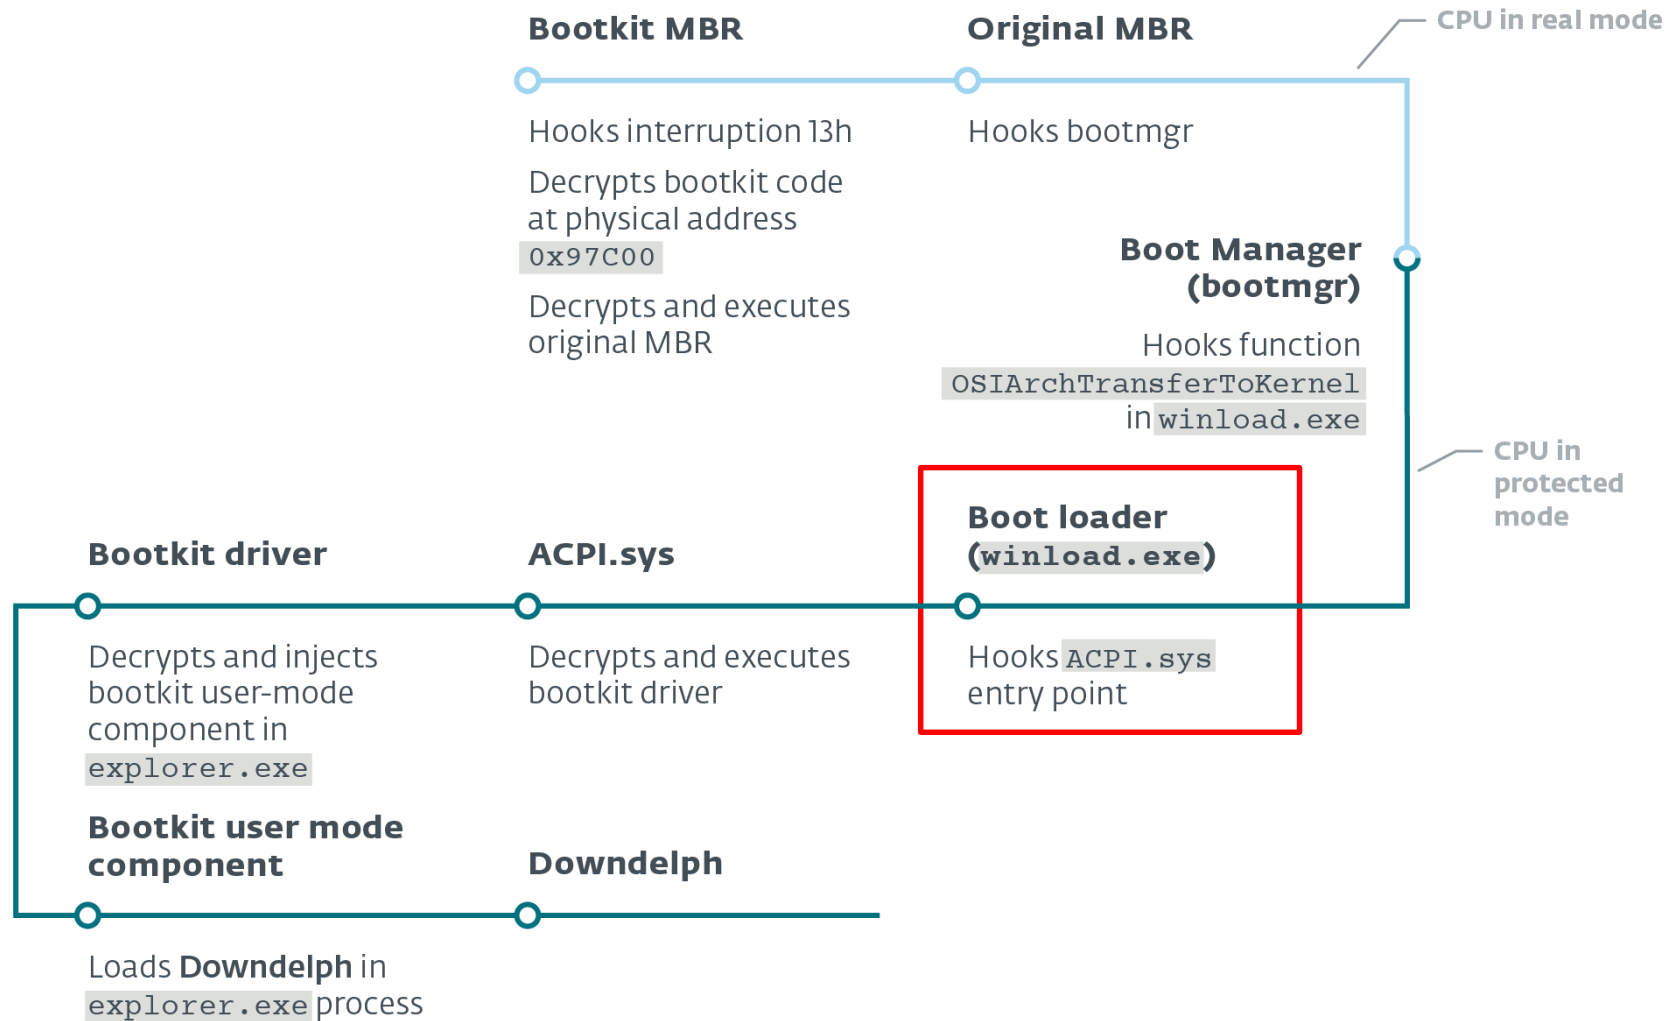 Bootkit MBR
Original MBR
CPU in real mode
Hooks interruption 13h
Decrypts bootkit code
at physical address
0x97C00
Decrypts and executes
original MBR
Hooks bootmgr
Boot Manager
(bootmgr)
Hooks function
OSIArchTransferToKernel
in winload.exe
CPU in
protected
mode
Boot loader
(winload.exe)
Hooks ACPI.sys
entry point
ACPI.sys
Decrypts and executes
bootkit driver
Bootkit driver
Decrypts and injects
bootkit user-mode
component in
explorer.exe
Bootkit user mode
component
Loads Downdelph in
explorer.exe process
Downdelph